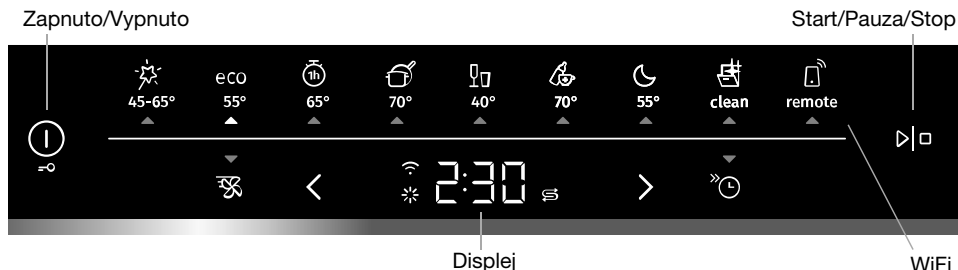 Zapnuto/Vypnuto Start/Pauza/Stop
eco 1h
45-65° 55° 65° 70° 40° 70° 55° clean remote
2:30
Displej WiFi